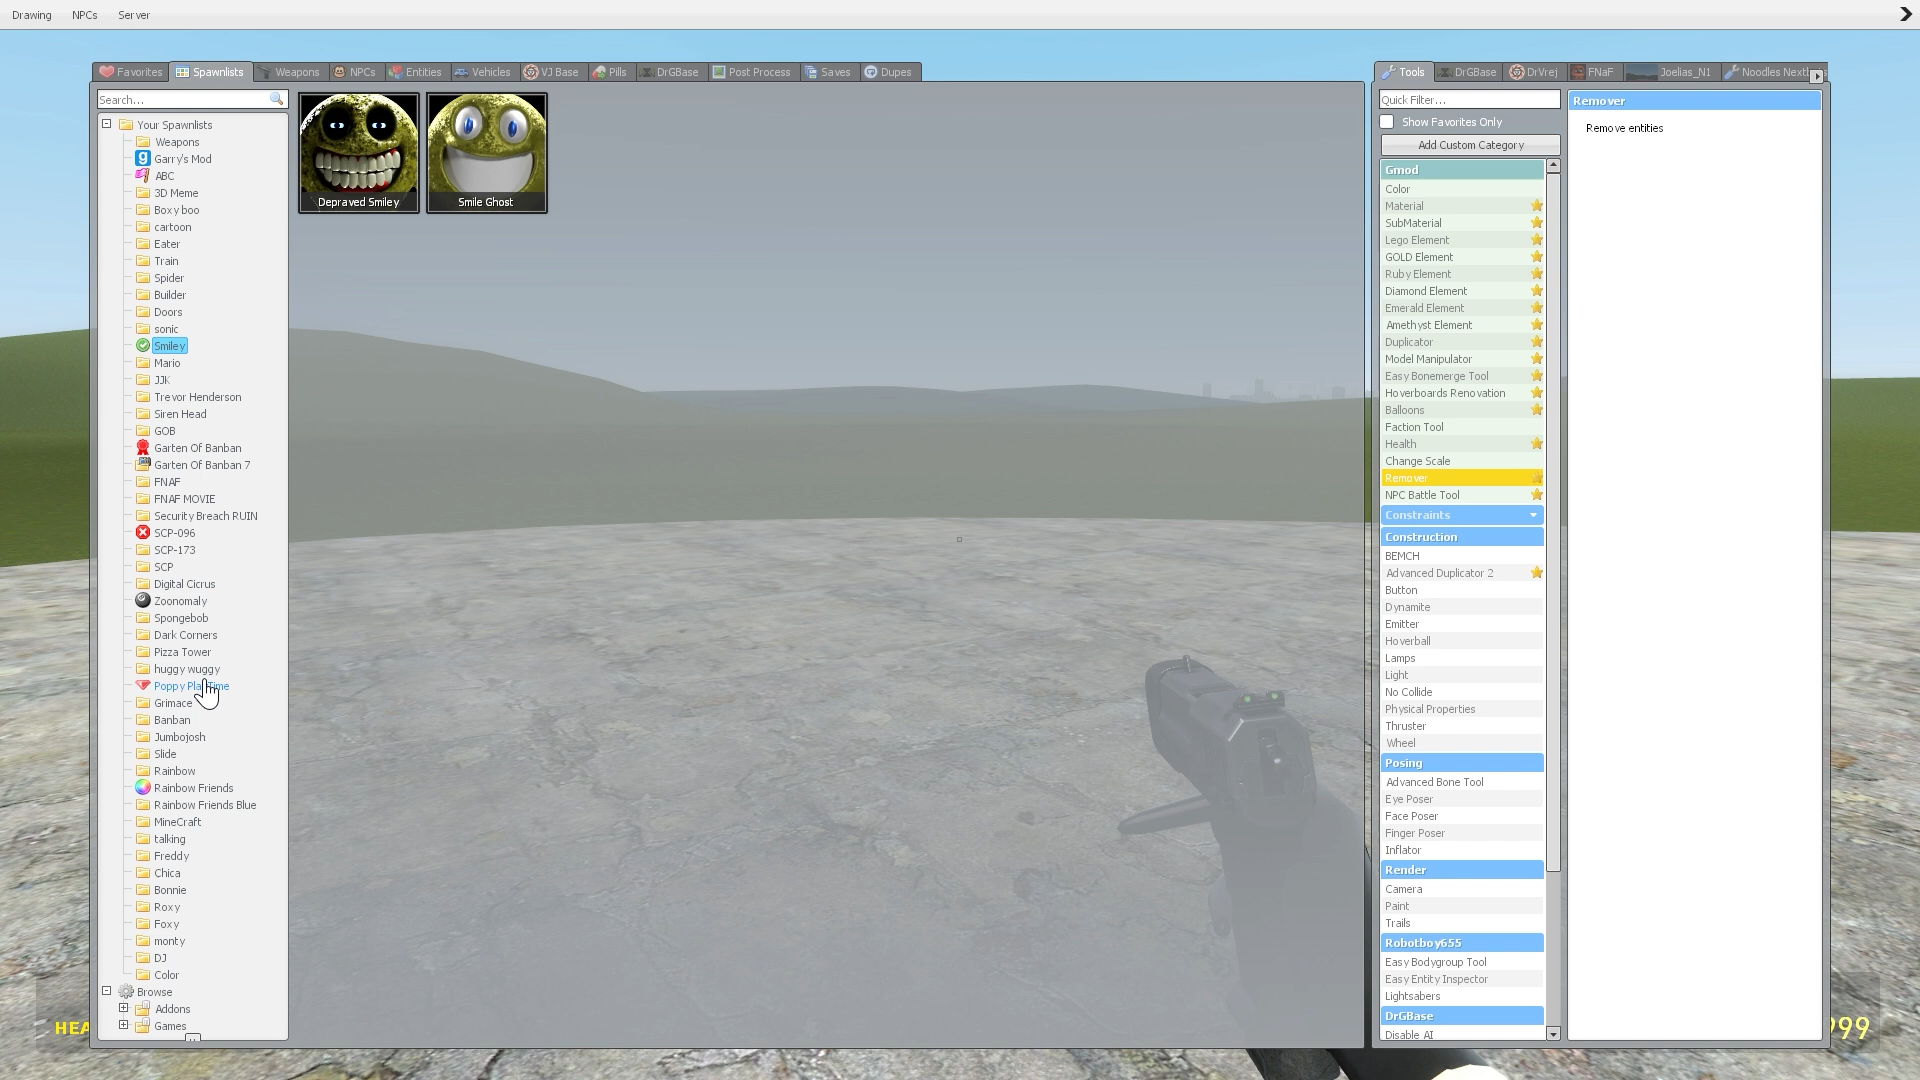 Drawing NPCs Server
Favorites Spawnlists Weapons NPCs Entities Vehicles VJ Base Pills DrGBase Post Process Saves Dupes
Search...
Your Spawnlists
Weapons
Garry's Mod
ABC
3D Meme
Boxy boo
cartoon
Eater
Train
Spider
Builder
Doors
sonic
Smiley
Mario
JJK
Trevor Henderson
Siren Head
GOB
Garten Of Banban
Garten Of Banban 7
FNAF
FNAF MOVIE
Security Breach RUIN
SCP-096
SCP-173
SCP
Digital Cicrus
Zoonomaly
Spongebob
Dark Corners
Pizza Tower
huggy wuggy
Poppy
Grimace
Banban
Jumbojosh
Slide
Rainbow
Rainbow Friends
Rainbow Friends Blue
MineCraft
talking
Freddy
Chica
Bonnie
Roxy
Foxy
monty
DJ
Color
Browse
Addons
Games
Depraved Smiley
Smile Ghost
Tools DrGBase DrVrej FNaF Joelias_N1 Noodles
Quick Filter...
Show Favorites Only
Add Custom Category
Gmod
Color
Material
SubMaterial
Lego Element
GOLD Element
Ruby Element
Diamond Element
Emerald Element
Amethyst Element
Duplicator
Model Manipulator
Easy Bonemerge Tool
Hoverboards Renovation
Balloons
Faction Tool
Health
Change Scale
Remover
NPC Battle Tool
Constraints
Construction
BEMCH
Advanced Duplicator 2
Button
Dynamite
Emitter
Hoverball
Lamps
Light
No Collide
Physical Properties
Thruster
Wheel
Posing
Advanced Bone Tool
Eye Poser
Face Poser
Finger Poser
Inflator
Render
Camera
Paint
Trails
Robotboy655
Easy Bodygroup Tool
Easy Entity Inspector
Lightsabers
DrGBase
Disable AI
Remover
Remove entities